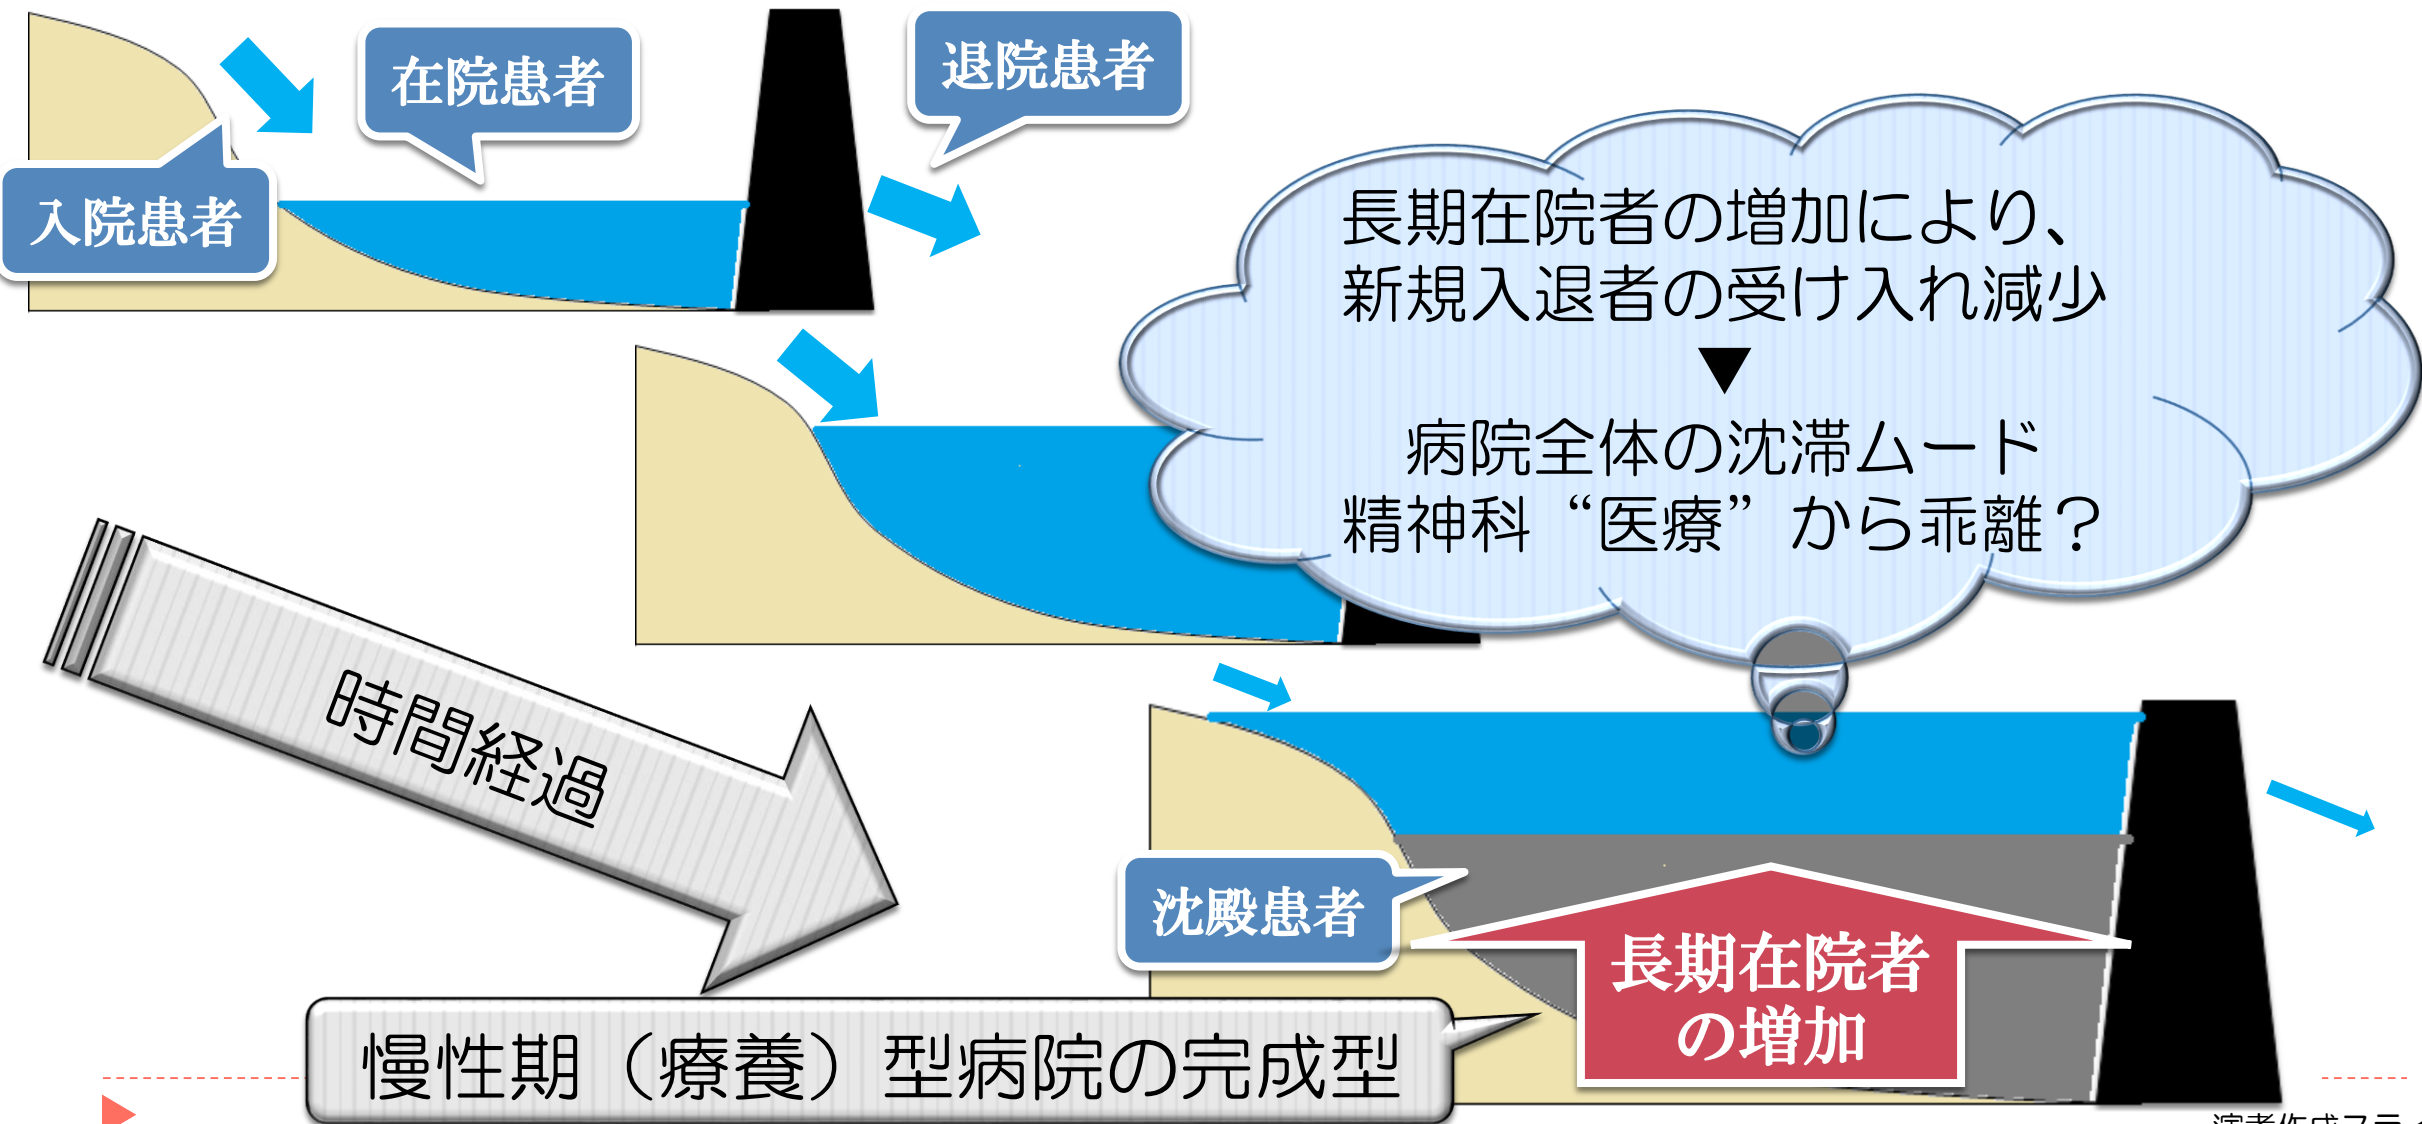 在院患者
退院患者
入院患者
長期在院者の増加により、
新規入退者の受け入れ減少
▼
病院全体の沈滞ムード
精神科“医療”から乖離？
時間経過
沈殿患者
長期在院者
の増加
慢性期（療養）型病院の完成型